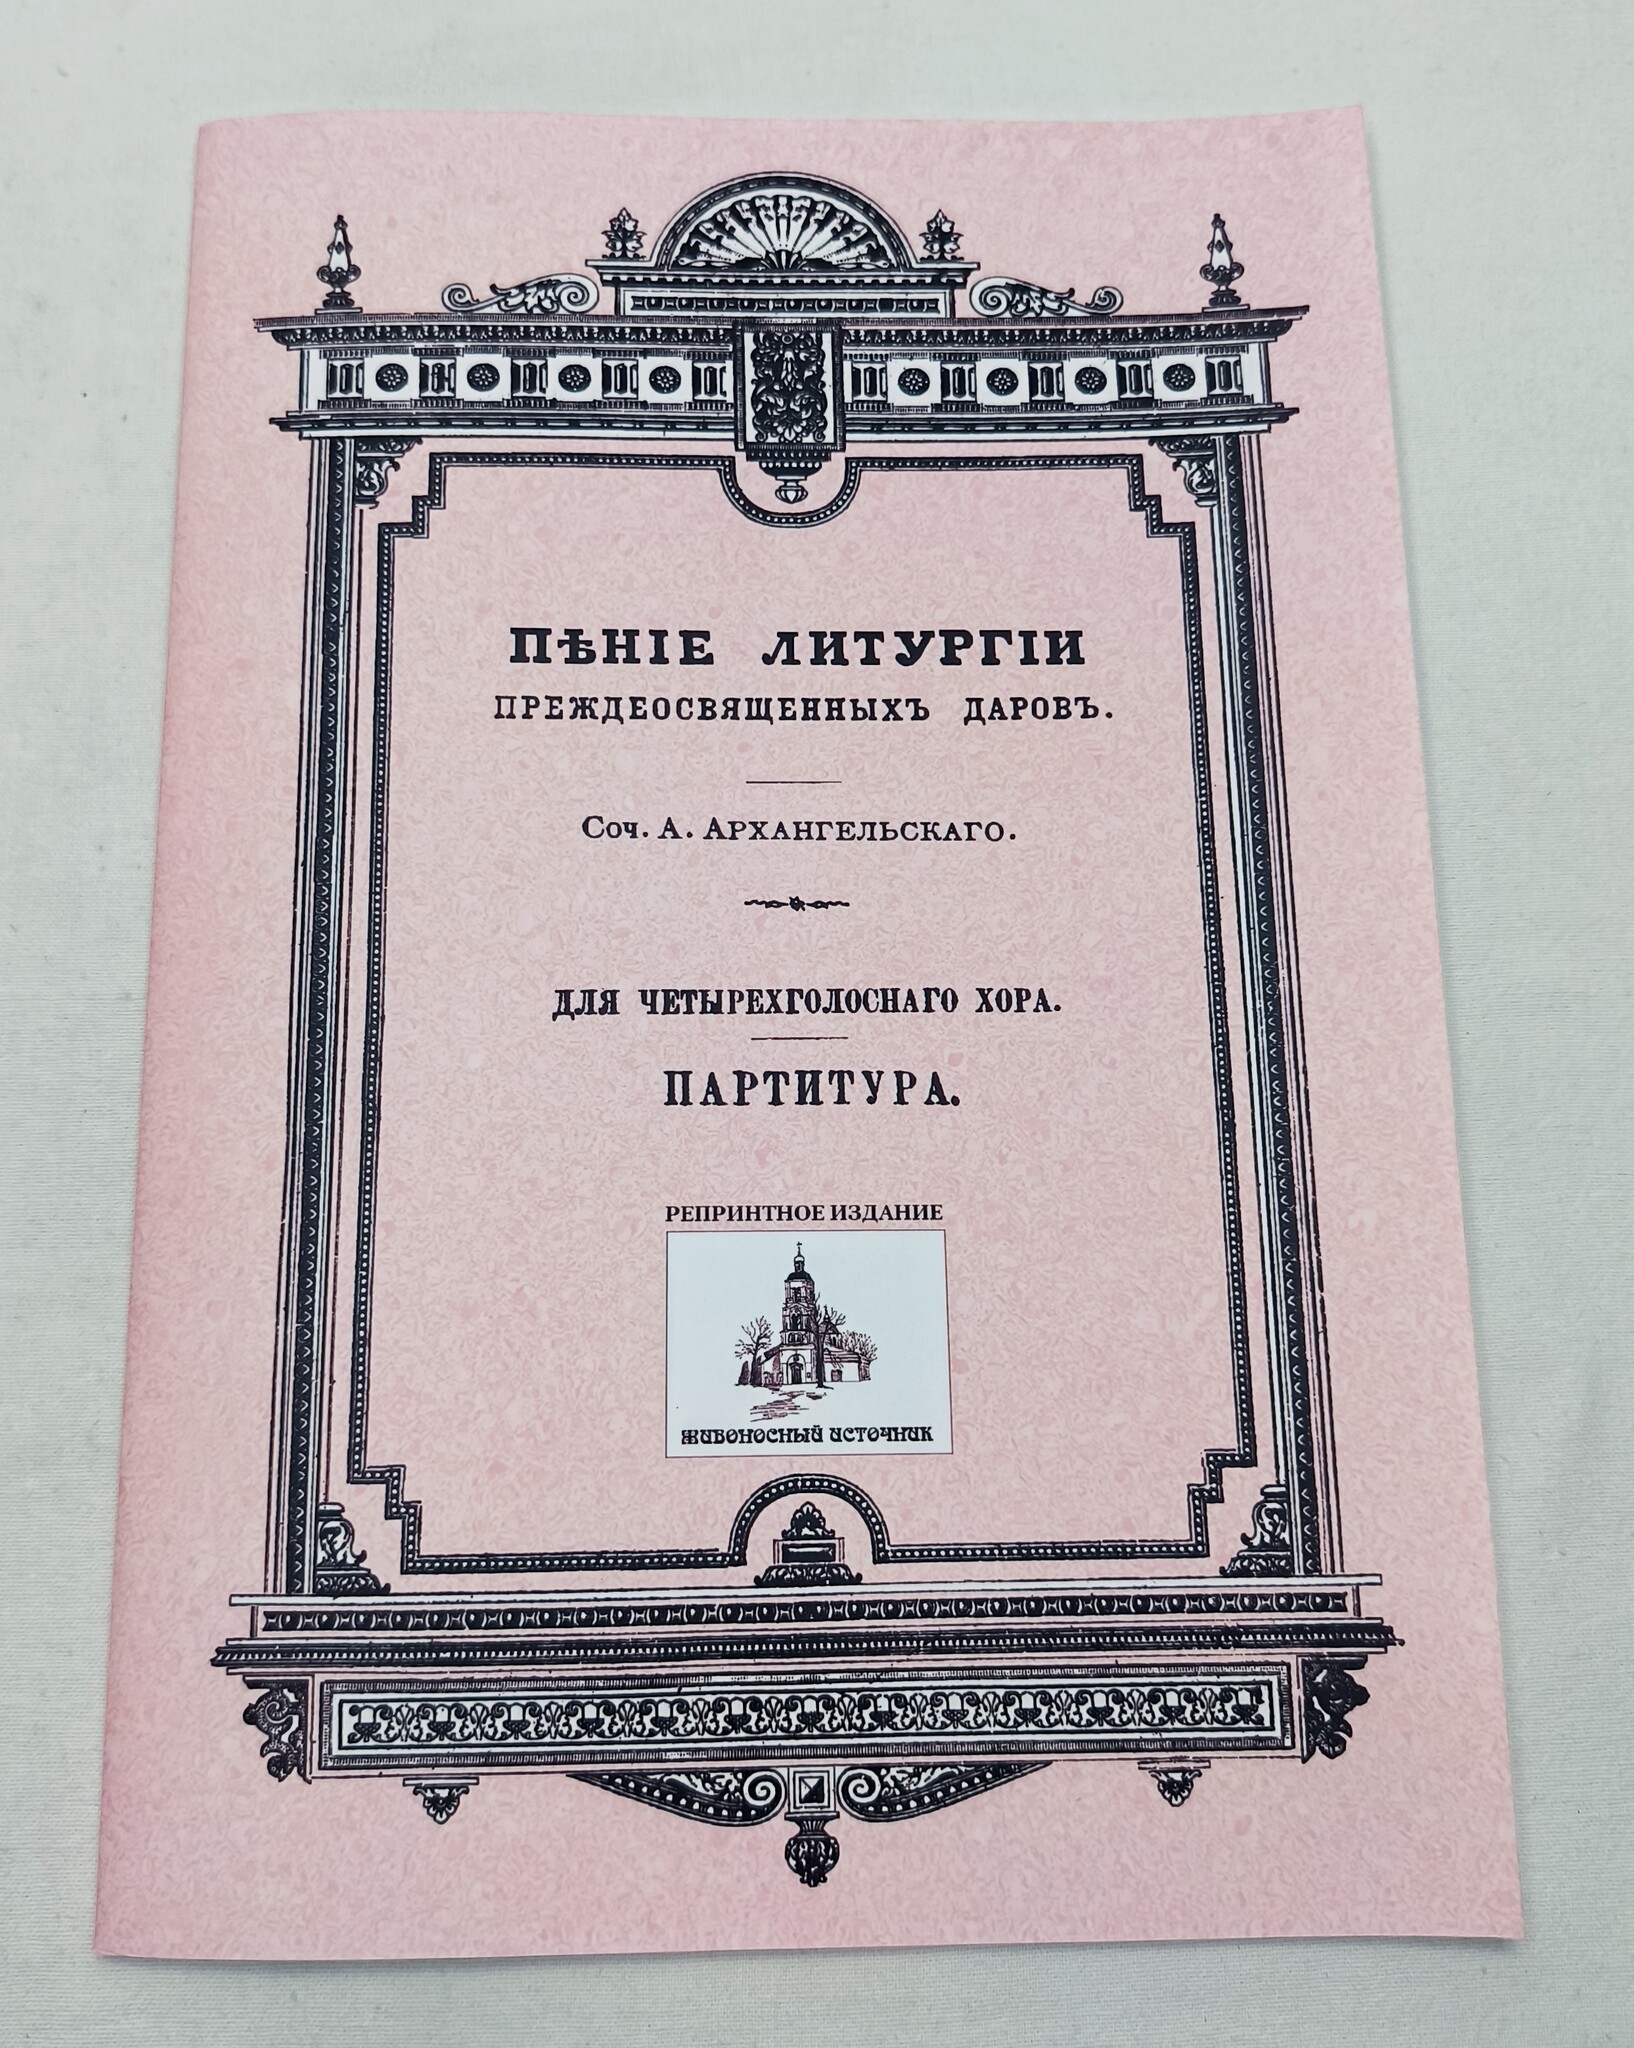 ПѢНІЕ ЛИТУРГІИ
ПРЕЖДЕОСВЯЩЕННЫХЪ ДАРОВЪ.
Соч. А. АРХАНГЕЛЬСКАГО.
ДЛЯ ЧЕТЫРЕХГОЛОСНАГО ХОРА.
ПАРТИТУРА.
РЕПРИНТНОЕ ИЗДАНИЕ
ЖИВОНОСНЫЙ ИСТОЧНИК